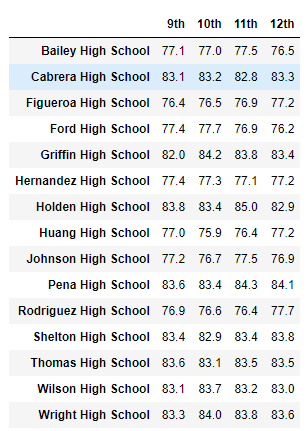 9th 10th 11th 12th
Bailey High School 77.1 77.0 77.5 76.5
Cabrera High School 83.1 83.2 82.8 83.3
Figueroa High School 76.4 76.5 76.9 77.2
Ford High School 77.4 77.7 76.9 76.2
Griffin High School 82.0 84.2 83.8 83.4
Hernandez High School 77.4 77.3 77.1 77.2
Holden High School 83.8 83.4 85.0 82.9
Huang High School 77.0 75.9 76.4 77.2
Johnson High School 77.2 76.7 77.5 76.9
Pena High School 83.6 83.4 84.3 84.1
Rodriguez High School 76.9 76.6 76.4 77.7
Shelton High School 83.4 82.9 83.4 83.8
Thomas High School 83.6 83.1 83.5 83.5
Wilson High School 83.1 83.7 83.2 83.0
Wright High School 83.3 84.0 83.8 83.6